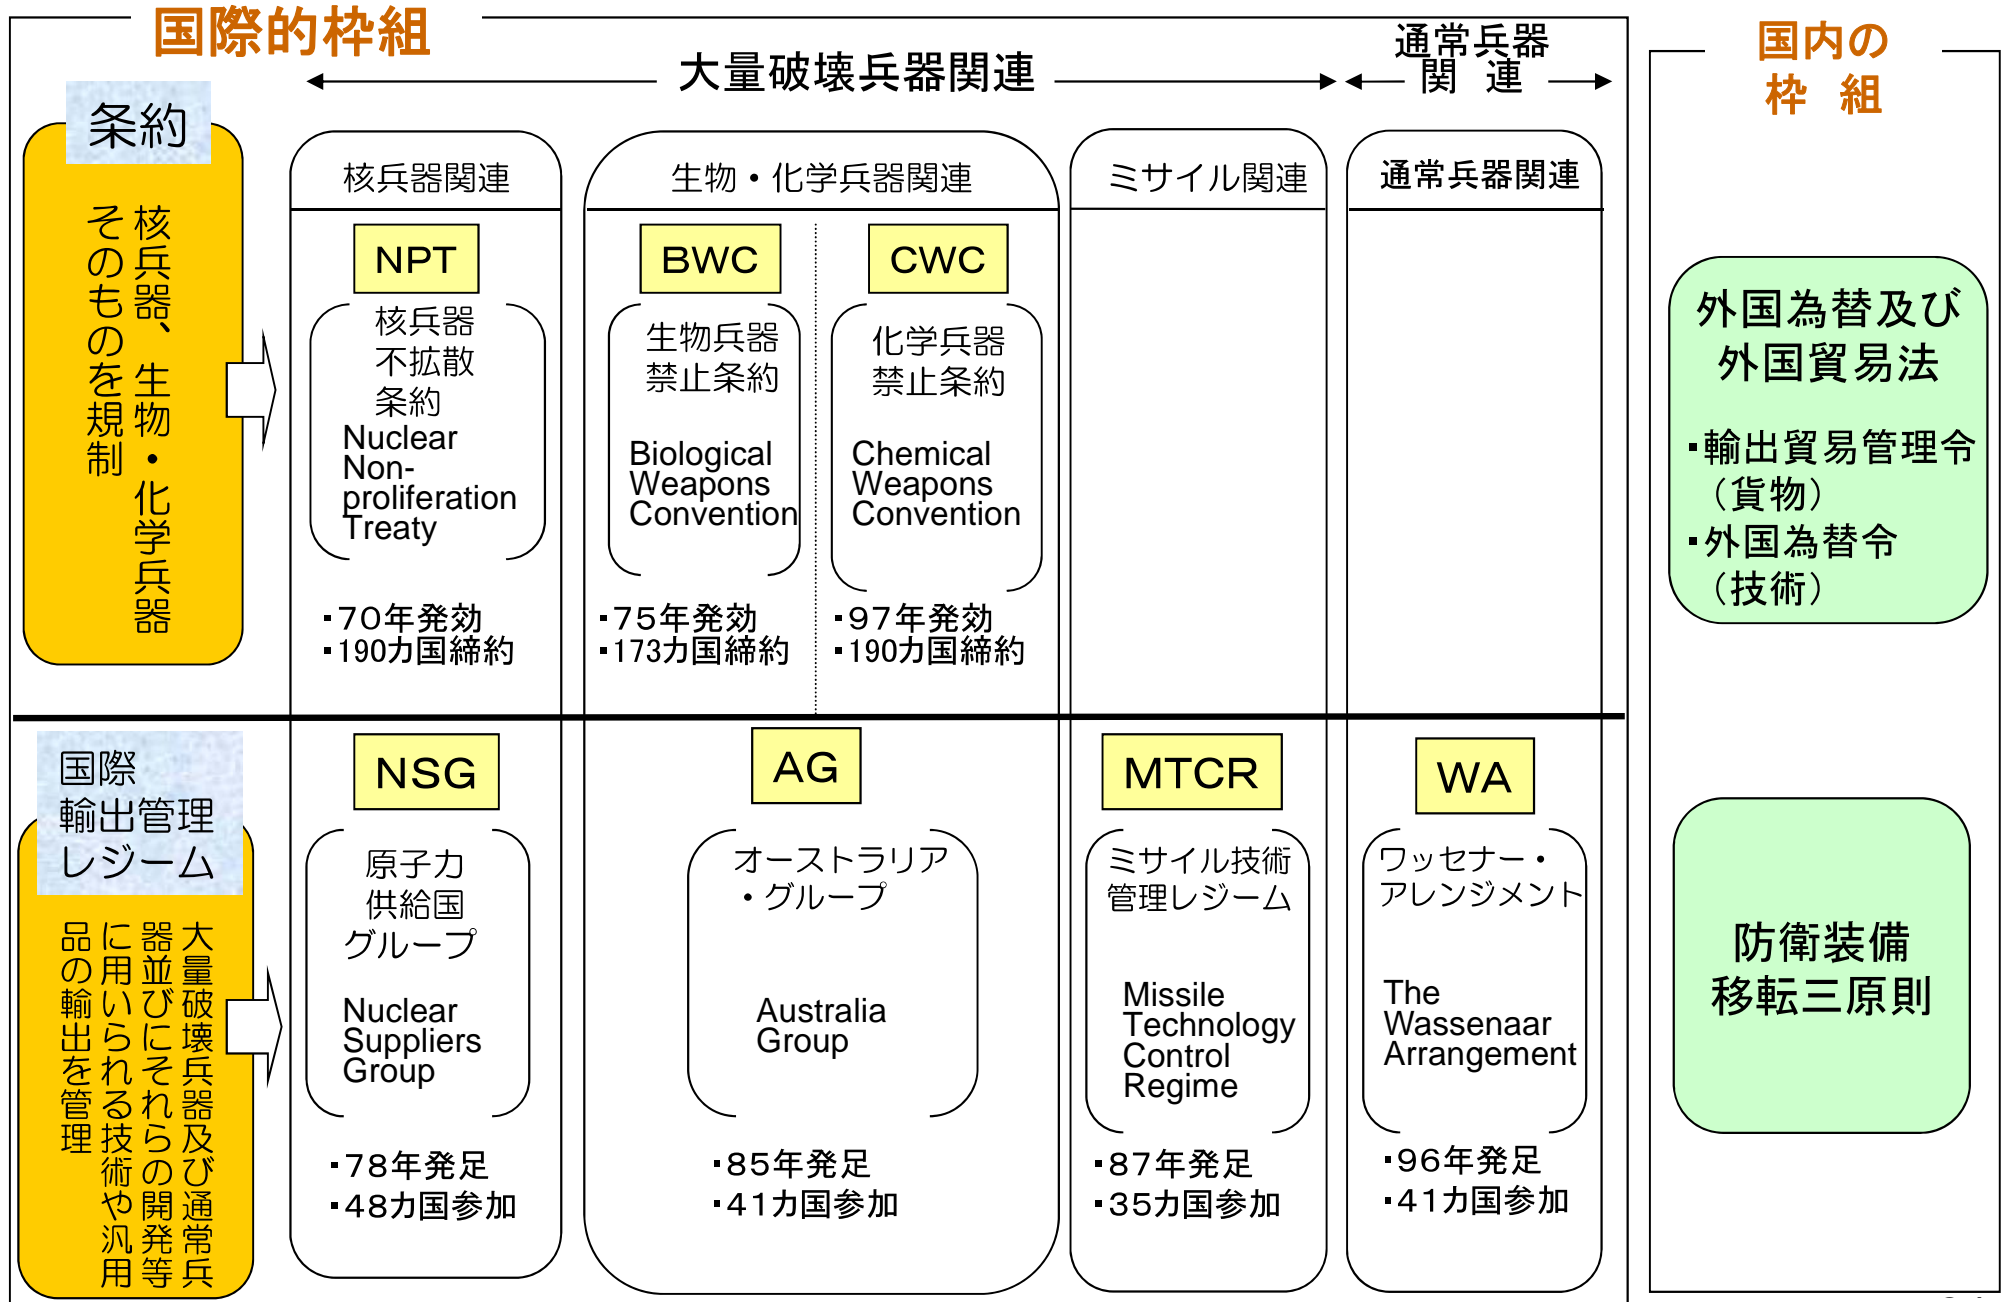 国際的枠組
大量破壊兵器関連
通常兵器
関 連
国内の
枠 組
条約
核兵器、生物・化学兵器
そのものを規制
核兵器関連
生物・化学兵器関連
ミサイル関連
通常兵器関連
NPT
核兵器
不拡散
条約
Nuclear
Non-
proliferation
Treaty
・70年発効
・190カ国締約
BWC
生物兵器
禁止条約
Biological
Weapons
Convention
・75年発効
・173カ国締約
CWC
化学兵器
禁止条約
Chemical
Weapons
Convention
・97年発効
・190カ国締約
外国為替及び
外国貿易法
・輸出貿易管理令
（貨物）
・外国為替令
（技術）
国際
輸出管理
レジーム
大量破壊兵器及び通常兵
器並びにそれらの開発等
に用いられる技術や汎用
品の輸出を管理
NSG
原子力
供給国
グループ
Nuclear
Suppliers
Group
・78年発足
・48カ国参加
AG
オーストラリア
・グループ
Australia
Group
・85年発足
・41カ国参加
MTCR
ミサイル技術
管理レジーム
Missile
Technology
Control
Regime
・87年発足
・35カ国参加
WA
ワッセナー・
アレンジメント
The
Wassenaar
Arrangement
・96年発足
・41カ国参加
防衛装備
移転三原則